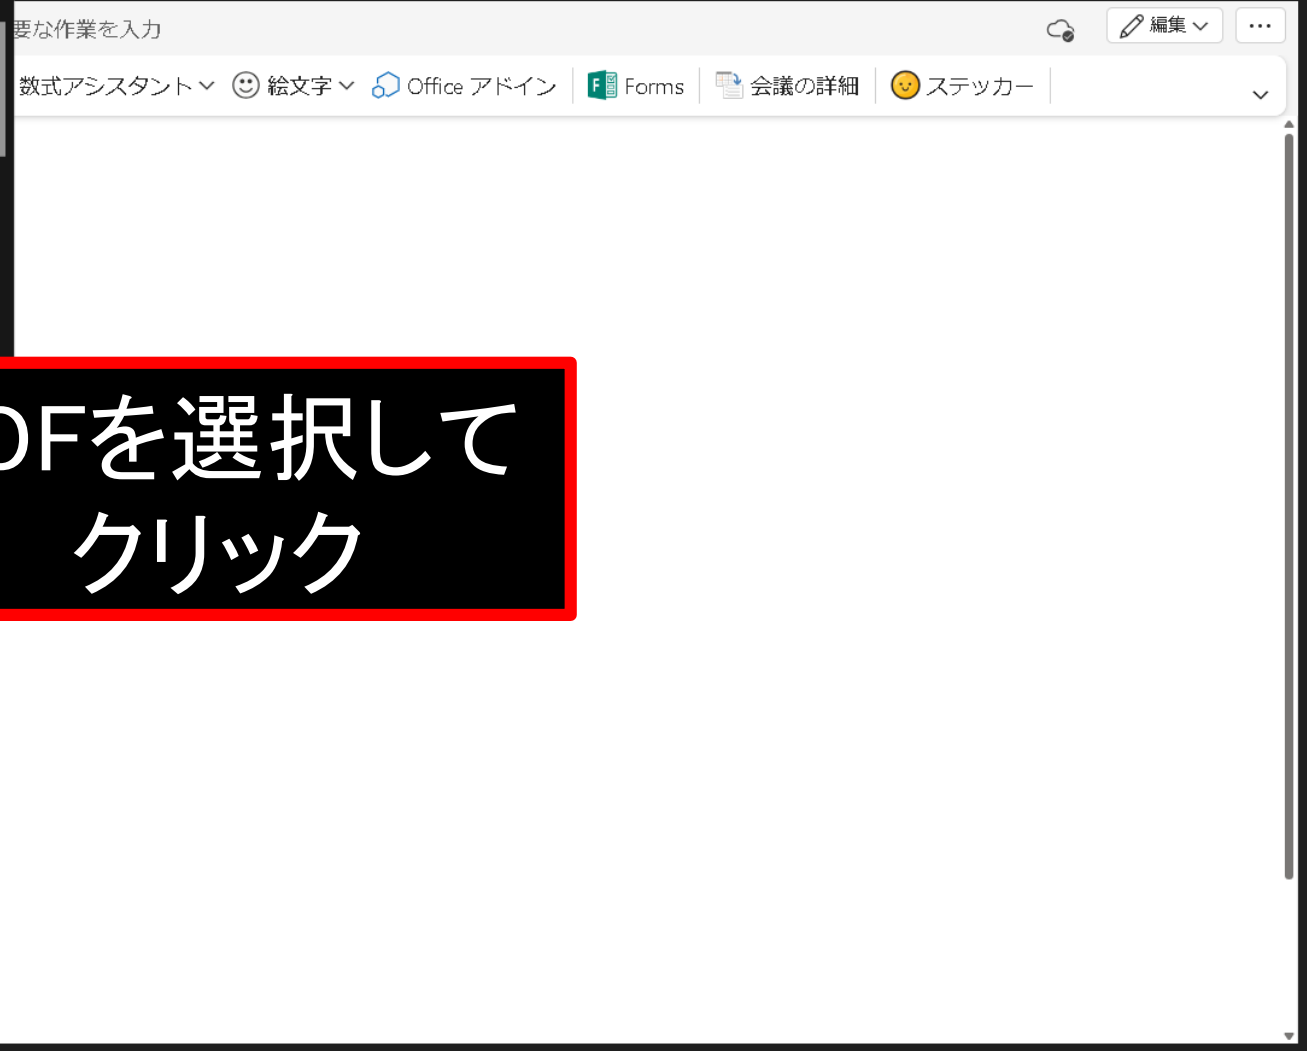 要な作業を入力
編集
数式アシスタント 絵文字 Office アドイン Forms 会議の詳細 ステッカー
DFを選択して
クリック